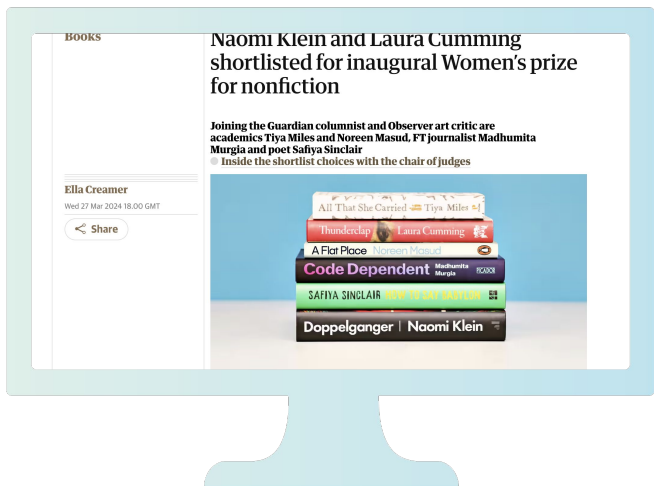 Books
Naomi Klein and Laura Cumming
shortlisted for inaugural Women's prize
for nonfiction
Joining the Guardian columnist and Observer art critic are
academics Tiya Miles and Noreen Masud, FT journalist Madhumita
Murgia and poet Safiya Sinclair
Inside the shortlist choices with the chair of judges
Ella Creamer
Wed 27 Mar 2024 18.00 GMT
Share
All That She Carried Tiya Miles
Thunderclap Laura Cumming
A Flat Place Noreen Masud
Code Dependent Madhumita
Murgia PICADOR
SAFIYA SINCLAIR HOW TO SAY BABYLON
Doppelganger | Naomi Klein